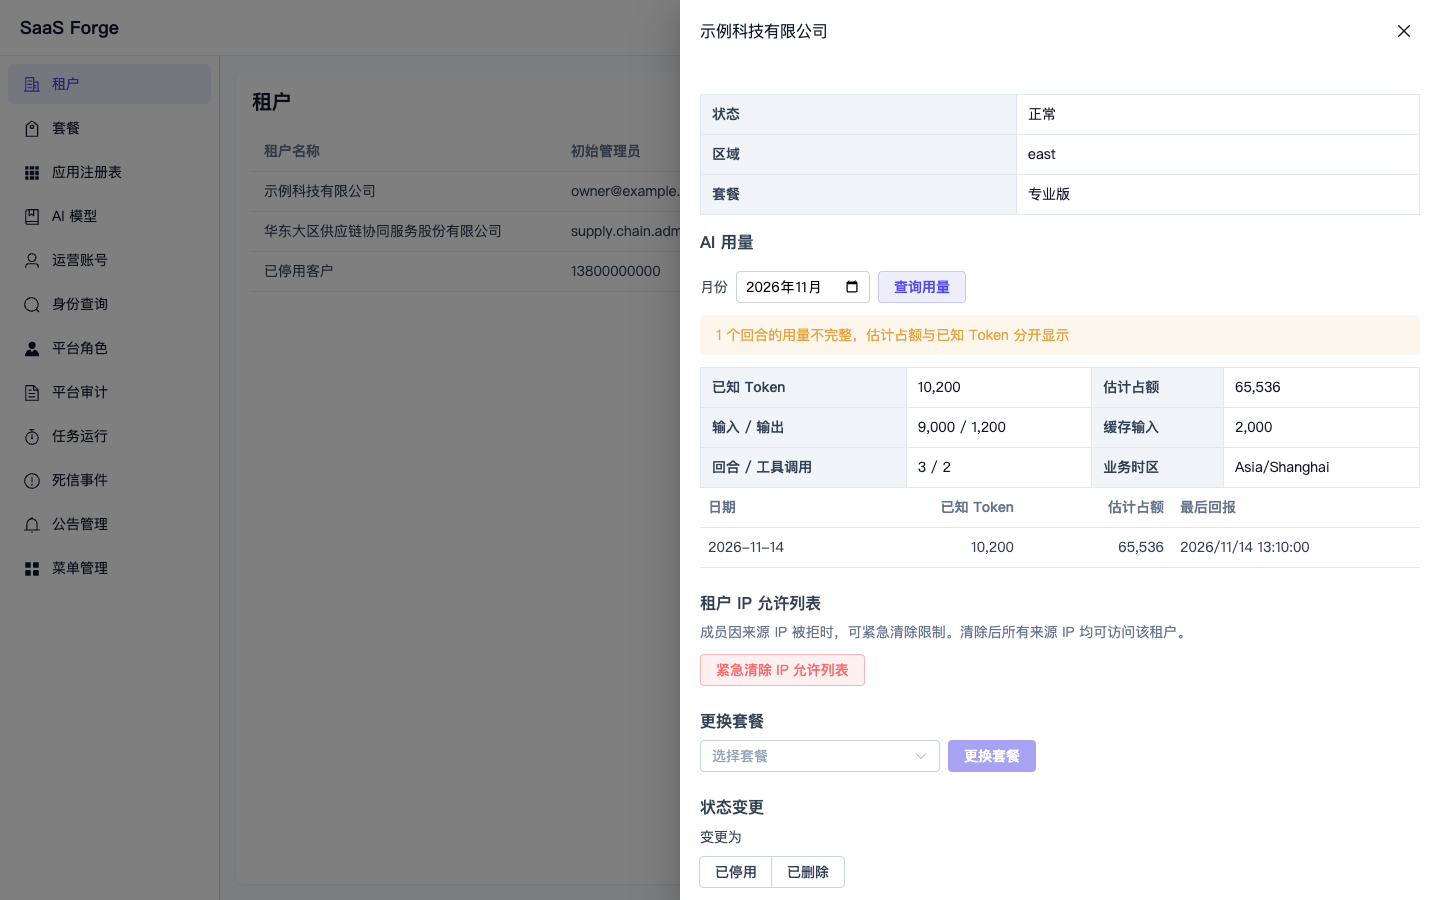 SaaS Forge
租户
套餐
应用注册表
AI 模型
运营账号
身份查询
平台角色
平台审计
任务运行
死信事件
公告管理
菜单管理
租户
租户名称 初始管理员
示例科技有限公司 owner@example.
华东大区供应链协同服务股份有限公司 supply.chain.adm
已停用客户 13800000000
示例科技有限公司
状态 正常
区域 east
套餐 专业版
AI 用量
月份 2026年11月 查询用量
1 个回合的用量不完整，估计占额与已知 Token 分开显示
已知 Token 10,200 估计占额 65,536
输入 / 输出 9,000 / 1,200 缓存输入 2,000
回合 / 工具调用 3 / 2 业务时区 Asia/Shanghai
日期 已知 Token 估计占额 最后回报
2026-11-14 10,200 65,536 2026/11/14 13:10:00
租户 IP 允许列表
成员因来源 IP 被拒时，可紧急清除限制。清除后所有来源 IP 均可访问该租户。
紧急清除 IP 允许列表
更换套餐
选择套餐 更换套餐
状态变更
变更为
已停用 已删除